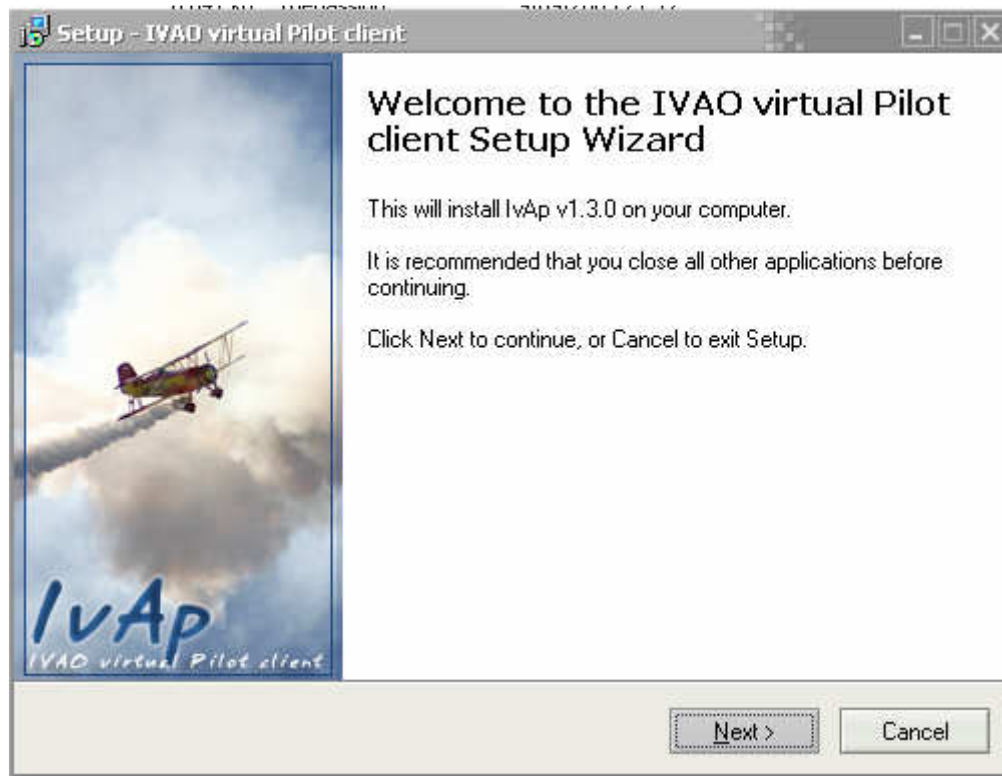 Setup - IVAO virtual Pilot client
Welcome to the IVAO virtual Pilot
client Setup Wizard
This will install IvAp v1.3.0 on your computer.
It is recommended that you close all other applications before
continuing.
Click Next to continue, or Cancel to exit Setup.
IvAp
IVAO virtual Pilot client
Next >
Cancel